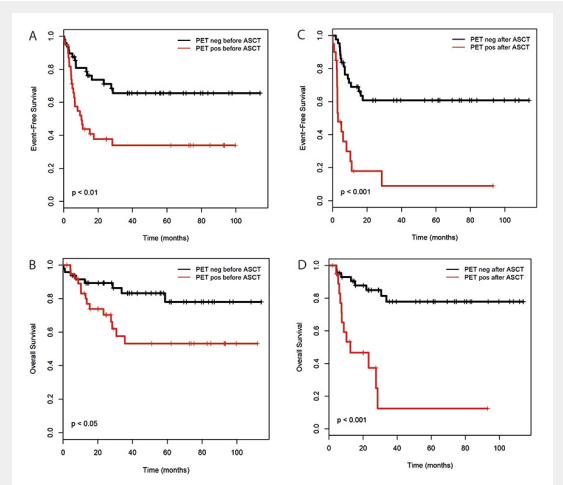 A
PET neg before ASCT
PET pos before ASCT
Event-Free Survival
1.0
0.8
0.6
0.4
0.2
0.0
p < 0.01
0 20 40 60 80 100
Time (months)
C
PET neg after ASCT
PET pos after ASCT
Event-Free Survival
1.0
0.8
0.6
0.4
0.2
0.0
p < 0.001
0 20 40 60 80 100
Time (months)
B
PET neg before ASCT
PET pos before ASCT
Overall Survival
1.0
0.8
0.6
0.4
0.2
0.0
p < 0.05
0 20 40 60 80 100
Time (months)
D
PET neg after ASCT
PET pos after ASCT
Overall Survival
1.0
0.8
0.6
0.4
0.2
0.0
p < 0.001
0 20 40 60 80 100
Time (months)